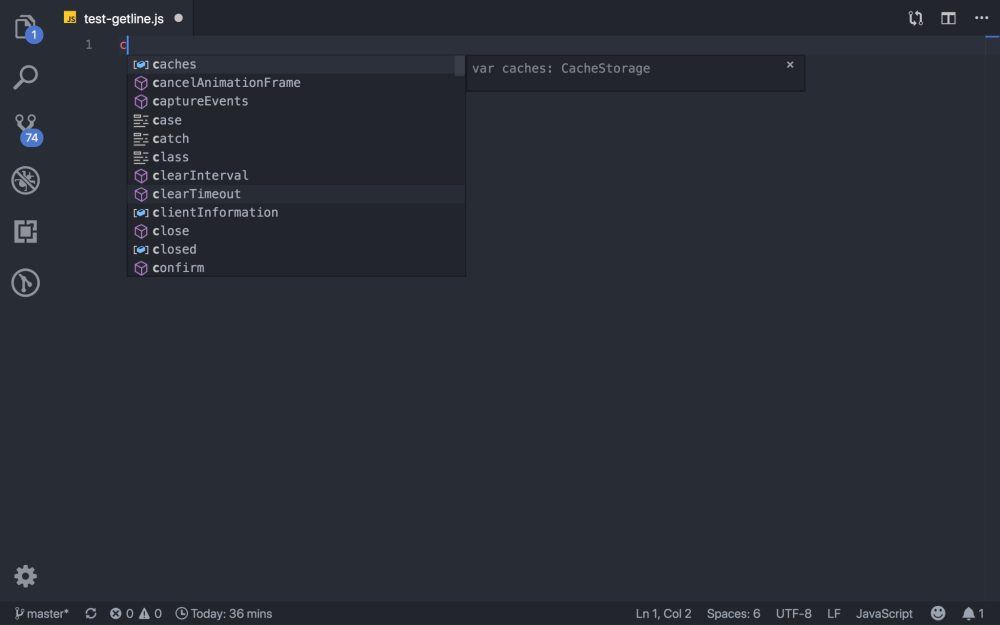 1
74
JS test-getline.js
1 c
caches
cancelAnimationFrame
captureEvents
case
catch
class
clearInterval
clearTimeout
clientInformation
close
closed
confirm
var caches: CacheStorage
master* 0 0 Today: 36 mins Ln 1, Col 2 Spaces: 6 UTF-8 LF JavaScript 1